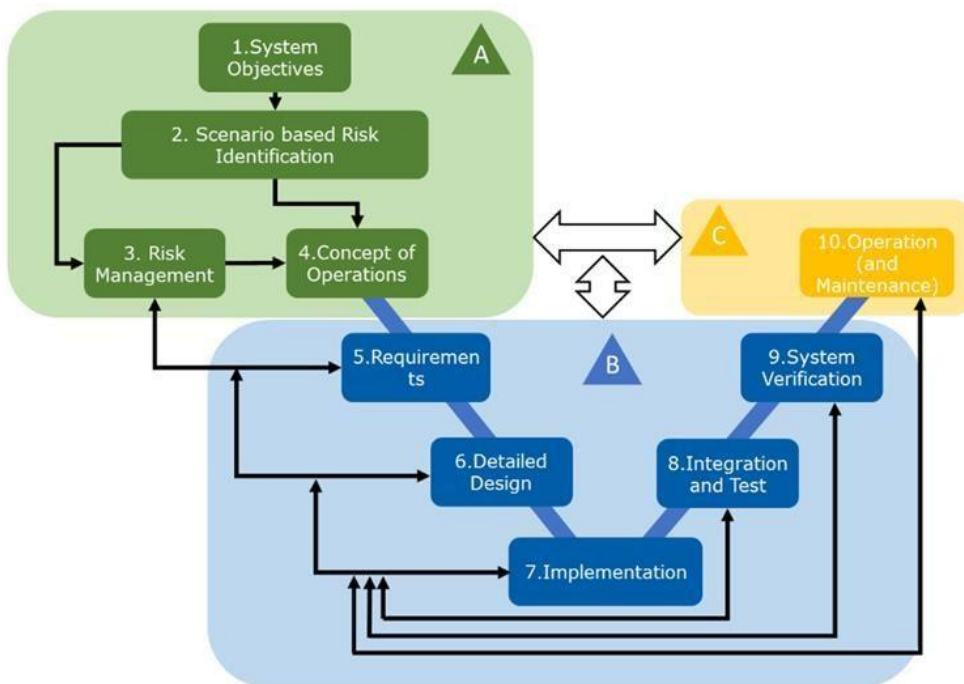 1.System
Objectives
A
2. Scenario based Risk
Identification
3. Risk
Management
4.Concept of
Operations
C
10.Operation
(and
Maintenance)
5.Requiremen
ts
B
9.System
Verification
6.Detailed
Design
8.Integration
and Test
7.Implementation